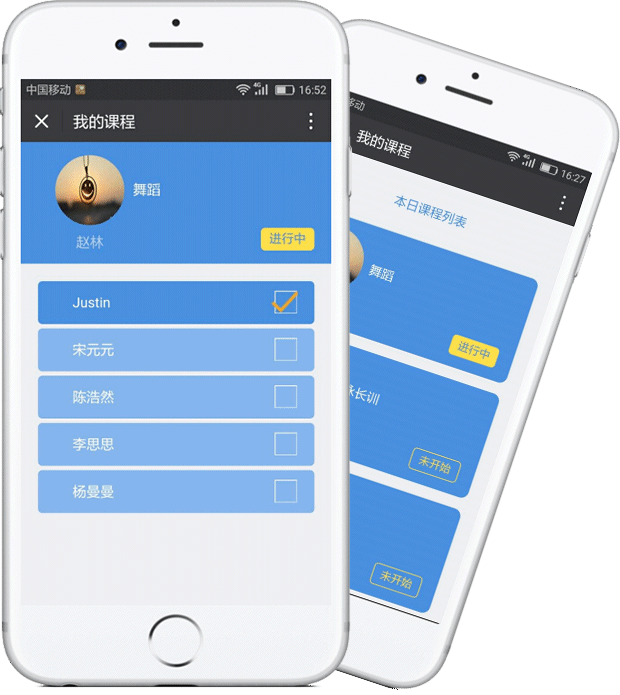 中国移动
4G
16:52
我的课程
舞蹈
赵林
进行中
Justin
宋元元
陈浩然
李思思
杨曼曼
移动
4G
16:27
我的课程
本日课程列表
舞蹈
进行中
长训
未开始
未开始